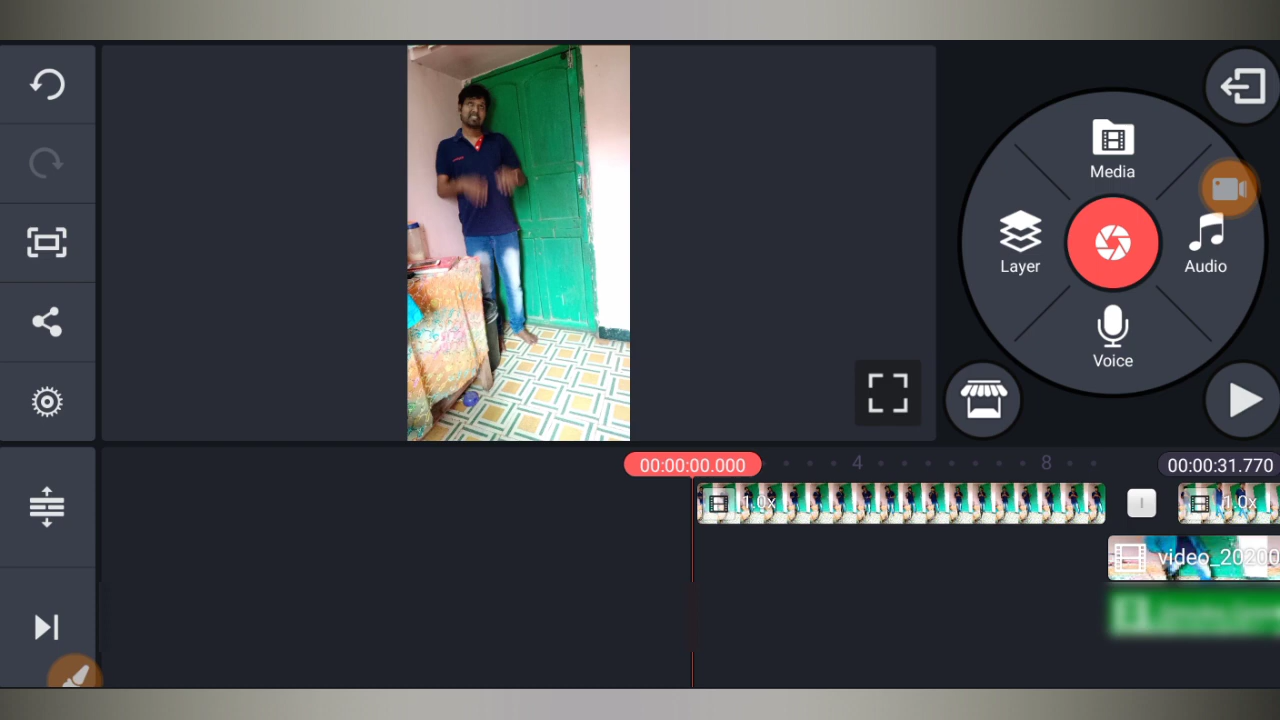 Media
Layer
Audio
Voice
00:00:00.000
4
8
00:00:31.770
1.0x
1.0x
video_20200